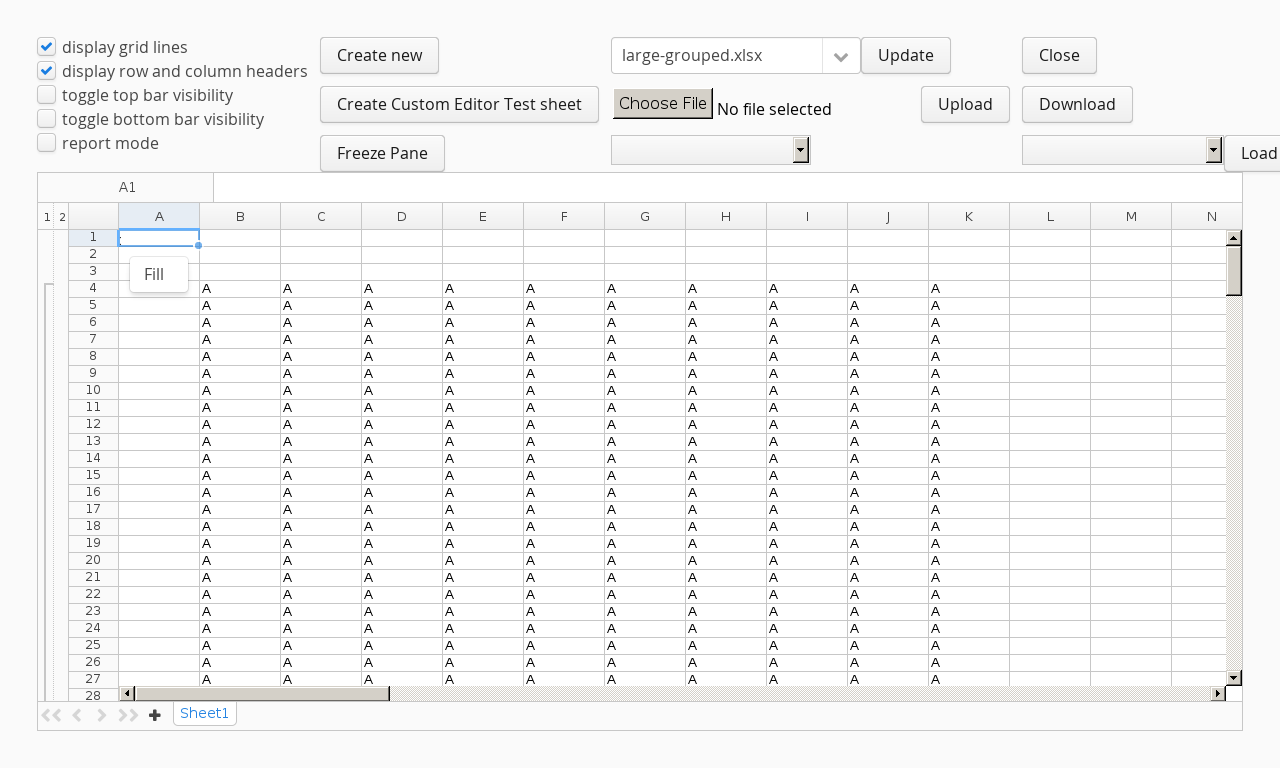 display grid lines
display row and column headers
toggle top bar visibility
toggle bottom bar visibility
report mode
Create new
large-grouped.xlsx
Update
Close
Create Custom Editor Test sheet
Choose File No file selected
Upload
Download
Freeze Pane
Load
A1
1 2 A B C D E F G H I J K L M N
1
2
3
Fill
4 A A A A A A A A A A
5 A A A A A A A A A A
6 A A A A A A A A A A
7 A A A A A A A A A A
8 A A A A A A A A A A
9 A A A A A A A A A A
10 A A A A A A A A A A
11 A A A A A A A A A A
12 A A A A A A A A A A
13 A A A A A A A A A A
14 A A A A A A A A A A
15 A A A A A A A A A A
16 A A A A A A A A A A
17 A A A A A A A A A A
18 A A A A A A A A A A
19 A A A A A A A A A A
20 A A A A A A A A A A
21 A A A A A A A A A A
22 A A A A A A A A A A
23 A A A A A A A A A A
24 A A A A A A A A A A
25 A A A A A A A A A A
26 A A A A A A A A A A
27 A A A A A A A A A A
28
Sheet1